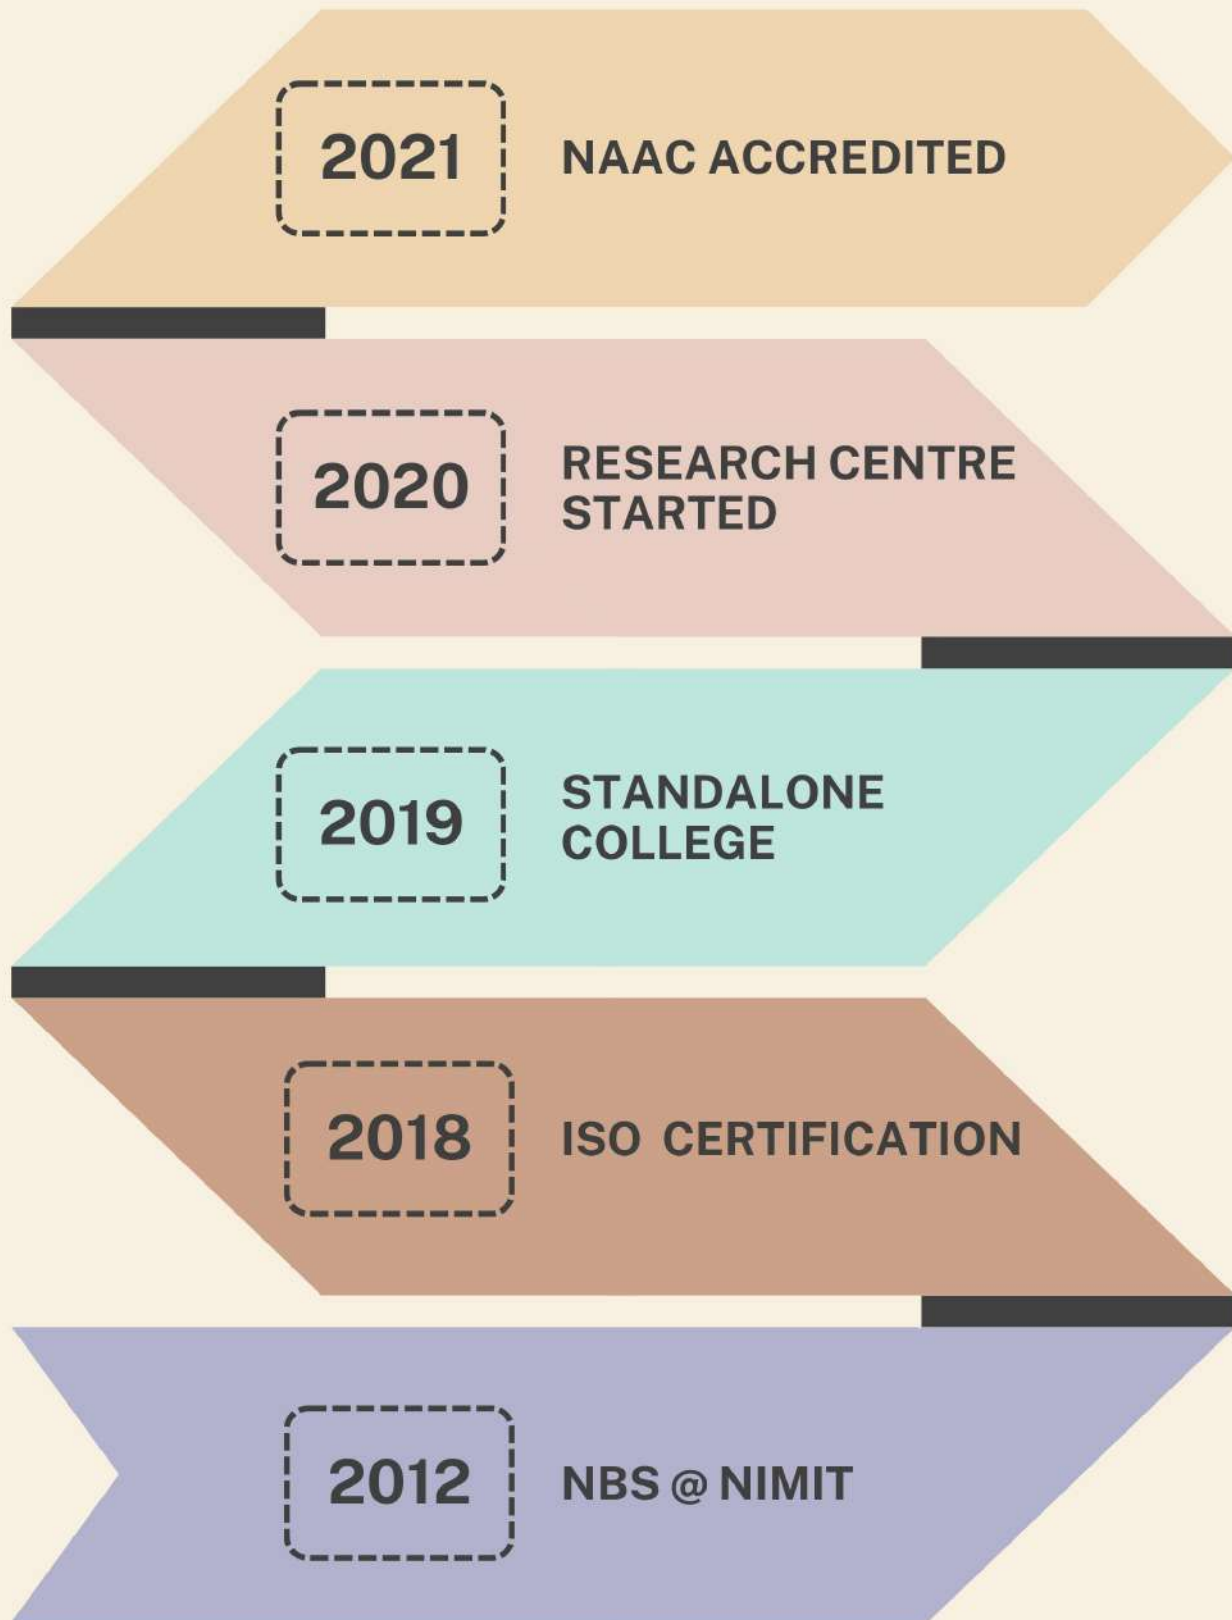 2021
NAAC ACCREDITED
2020
RESEARCH CENTRE
STARTED
2019
STANDALONE
COLLEGE
2018
ISO CERTIFICATION
2012
NBS @ NIMIT